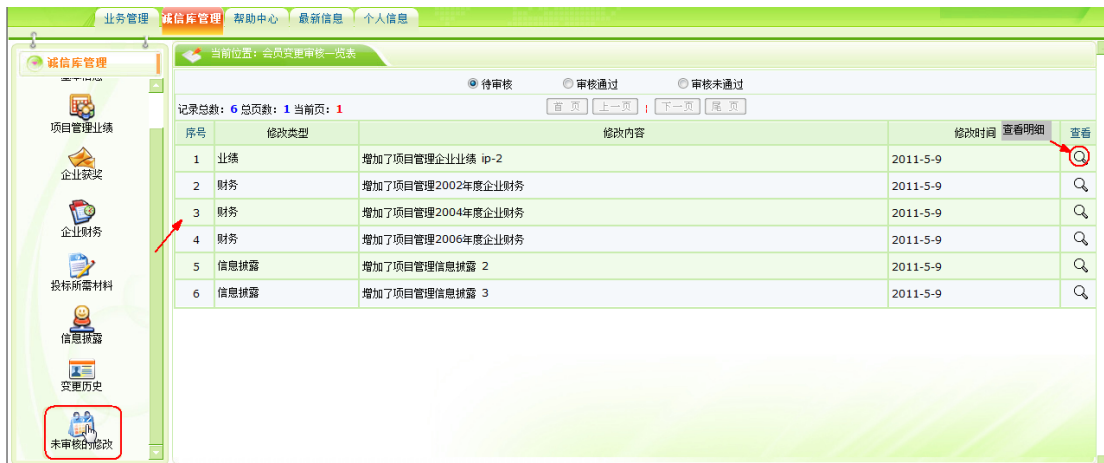 业务管理 诚信库管理 帮助中心 最新信息 个人信息
诚信库管理
基本信息
项目管理业绩
企业获奖
企业财务
投标所需材料
信息披露
变更历史
未审核的修改
当前位置：会员变更审核一览表
待审核 审核通过 审核未通过
记录总数: 6 总页数: 1 当前页: 1 首 页 上一页 ; 下一页 尾 页
序号 修改类型 修改内容 修改时间 查看明细 查看
1 业绩 增加了项目管理企业业绩 ip-2 2011-5-9
2 财务 增加了项目管理2002年度企业财务 2011-5-9
3 财务 增加了项目管理2004年度企业财务 2011-5-9
4 财务 增加了项目管理2006年度企业财务 2011-5-9
5 信息披露 增加了项目管理信息披露 2 2011-5-9
6 信息披露 增加了项目管理信息披露 3 2011-5-9